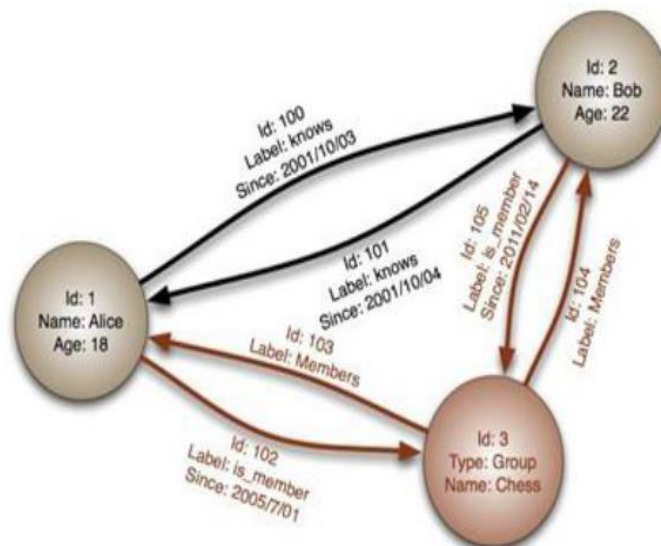 Id: 2
Name: Bob
Age: 22
Id: 100
Label: knows
Since: 2001/10/03
Id: 101
Label: knows
Since: 2001/10/04
Id: 105
Label: is_member
Since: 2011/02/14
Id: 104
Label: Members
Id: 1
Name: Alice
Age: 18
Id: 103
Label: Members
Id: 102
Label: is_member
Since: 2005/7/01
Id: 3
Type: Group
Name: Chess